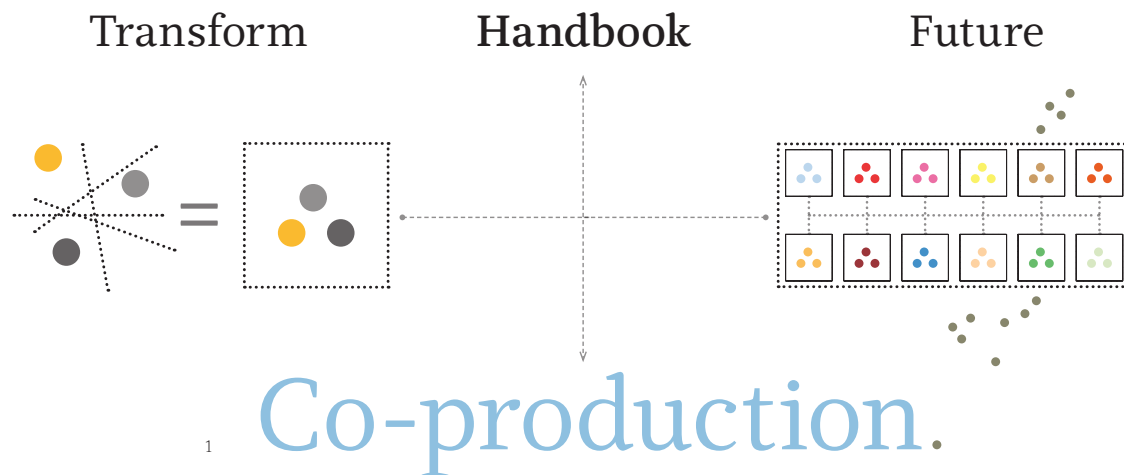 Transform Handbook Future
=
Co-production
1